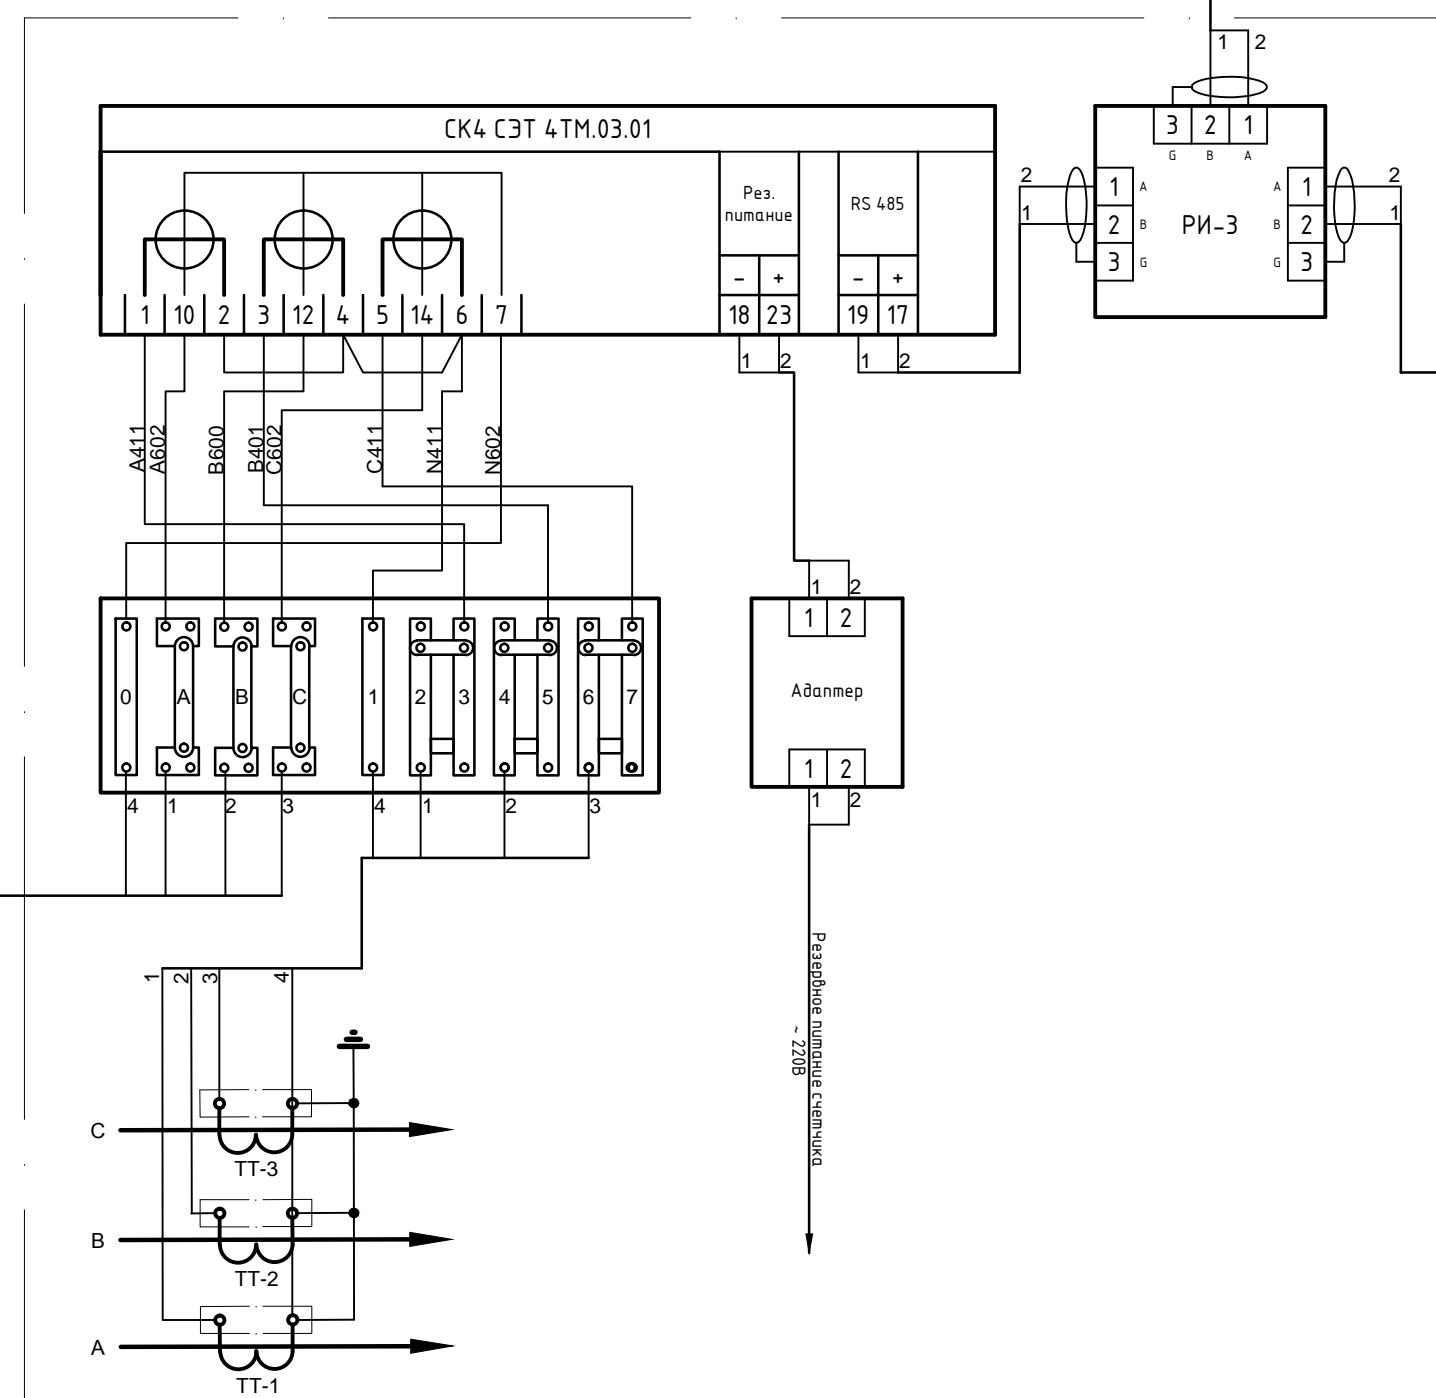 1 2
СК4 СЭТ 4ТМ.03.01
3 2 1
G B A
Рез.
питание
RS 485
2
1
1 A
2 B
3 G
РИ-3
A 1
B 2
G 3
2
1
- + - +
1 10 2 3 12 4 5 14 6 7 18 23 19 17
1 2 1 2
A411
A602
B600
B401
C602
C411
N411
N602
1 2
1 2
0 A B C 1 2 3 4 5 6 7
Адаптер
1 2
4 1 2 3 4 1 2 3
1 2
Резервное питание счетчика
~ 220В
1 2 3 4
C
ТТ-3
B
ТТ-2
A
ТТ-1